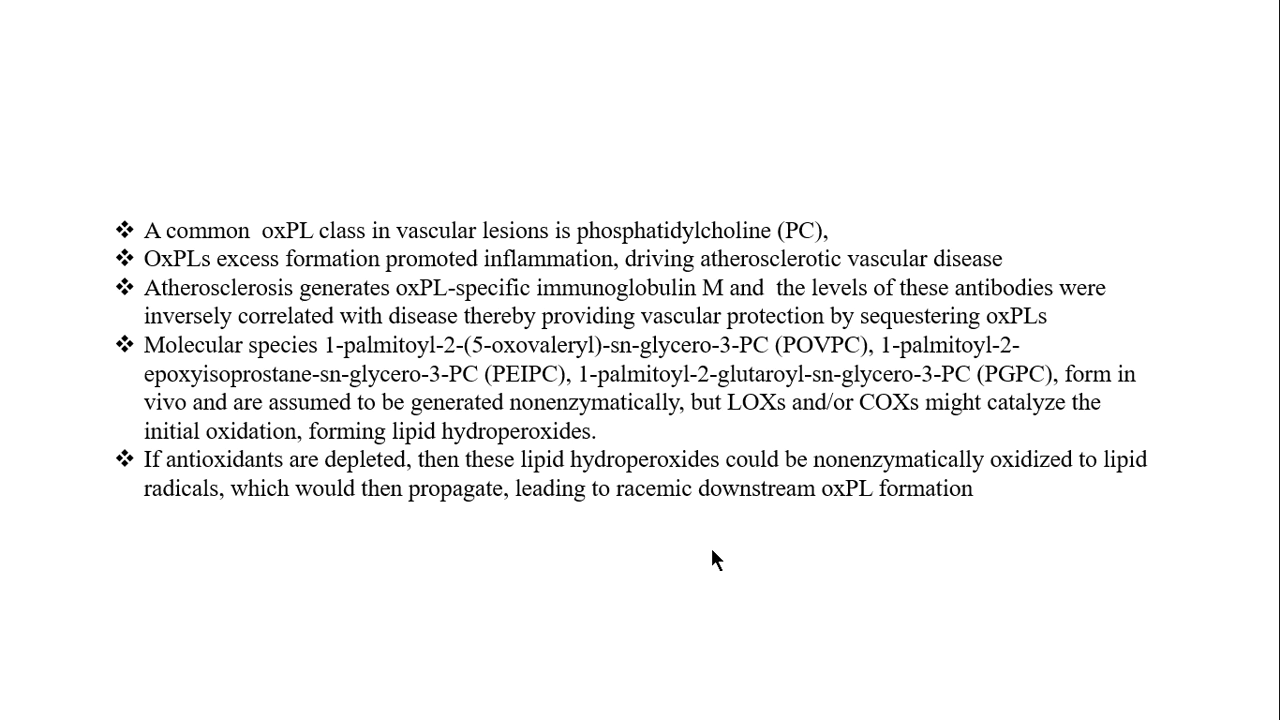 ❖ A common  oxPL class in vascular lesions is phosphatidylcholine (PC),
❖ OxPLs excess formation promoted inflammation, driving atherosclerotic vascular disease
❖ Atherosclerosis generates oxPL-specific immunoglobulin M and  the levels of these antibodies were
inversely correlated with disease thereby providing vascular protection by sequestering oxPLs
❖ Molecular species 1-palmitoyl-2-(5-oxovaleryl)-sn-glycero-3-PC (POVPC), 1-palmitoyl-2-
epoxyisoprostane-sn-glycero-3-PC (PEIPC), 1-palmitoyl-2-glutaroyl-sn-glycero-3-PC (PGPC), form in
vivo and are assumed to be generated nonenzymatically, but LOXs and/or COXs might catalyze the
initial oxidation, forming lipid hydroperoxides.
❖ If antioxidants are depleted, then these lipid hydroperoxides could be nonenzymatically oxidized to lipid
radicals, which would then propagate, leading to racemic downstream oxPL formation